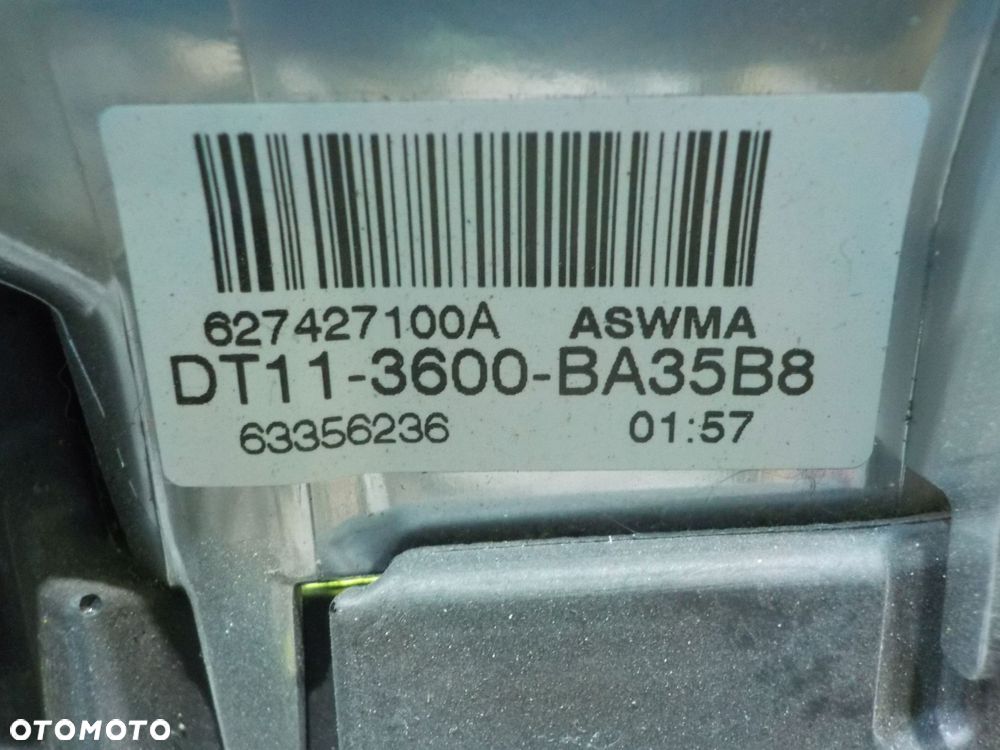 627427100A ASWMA
DT11-3600-BA35B8
63356236 01:57
OTOMOTO